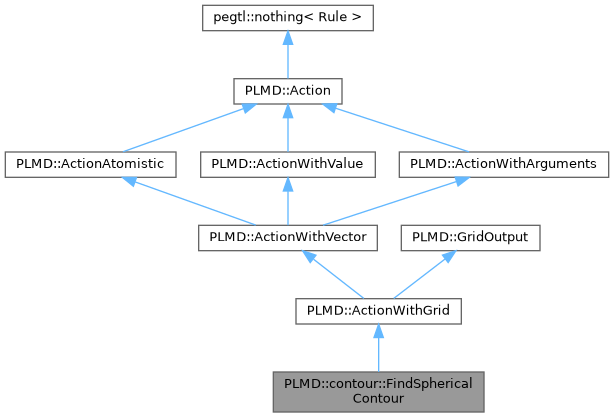 pegtl::nothing< Rule >
PLMD::Action
PLMD::ActionAtomistic
PLMD::ActionWithValue
PLMD::ActionWithArguments
PLMD::ActionWithVector
PLMD::GridOutput
PLMD::ActionWithGrid
PLMD::contour::FindSpherical
Contour